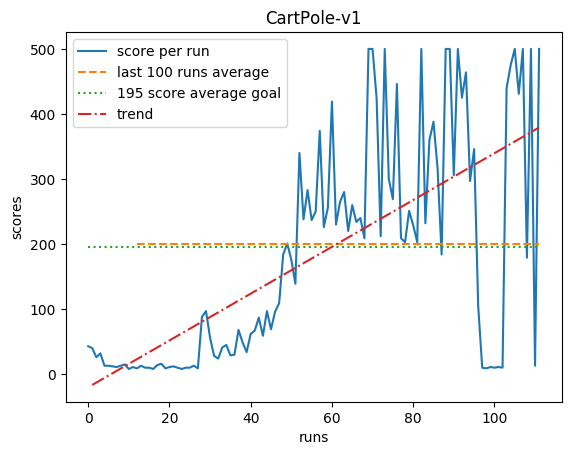 CartPole-v1
500
400
300
200
100
0
scores
score per run
last 100 runs average
195 score average goal
trend
0 20 40 60 80 100
runs